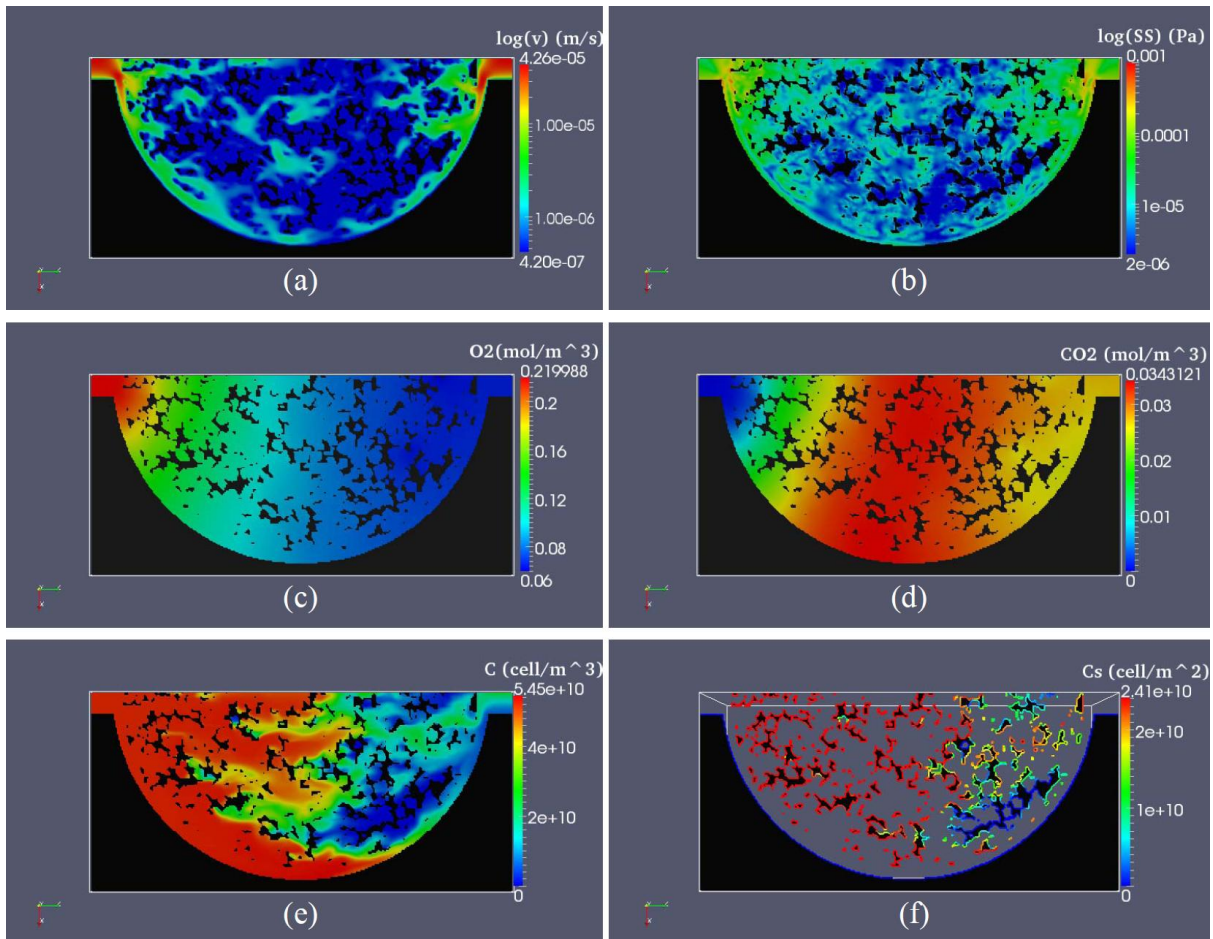 log(v) (m/s)
4.26e-05
1.00e-05
1.00e-06
4.20e-07
(a)
log(SS) (Pa)
0.001
0.0001
1e-05
2e-06
(b)
O2(mol/m^3)
0.219988
0.2
0.16
0.12
0.08
0.06
(c)
CO2 (mol/m^3)
0.0343121
0.03
0.02
0.01
0
(d)
C (cell/m^3)
5.45e+10
4e+10
2e+10
0
(e)
Cs (cell/m^2)
2.41e+10
2e+10
1e+10
0
(f)